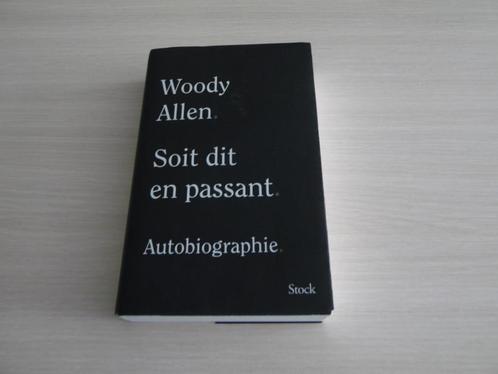 Woody
Allen.
Soit dit
en passant.
Autobiographie.
Stock